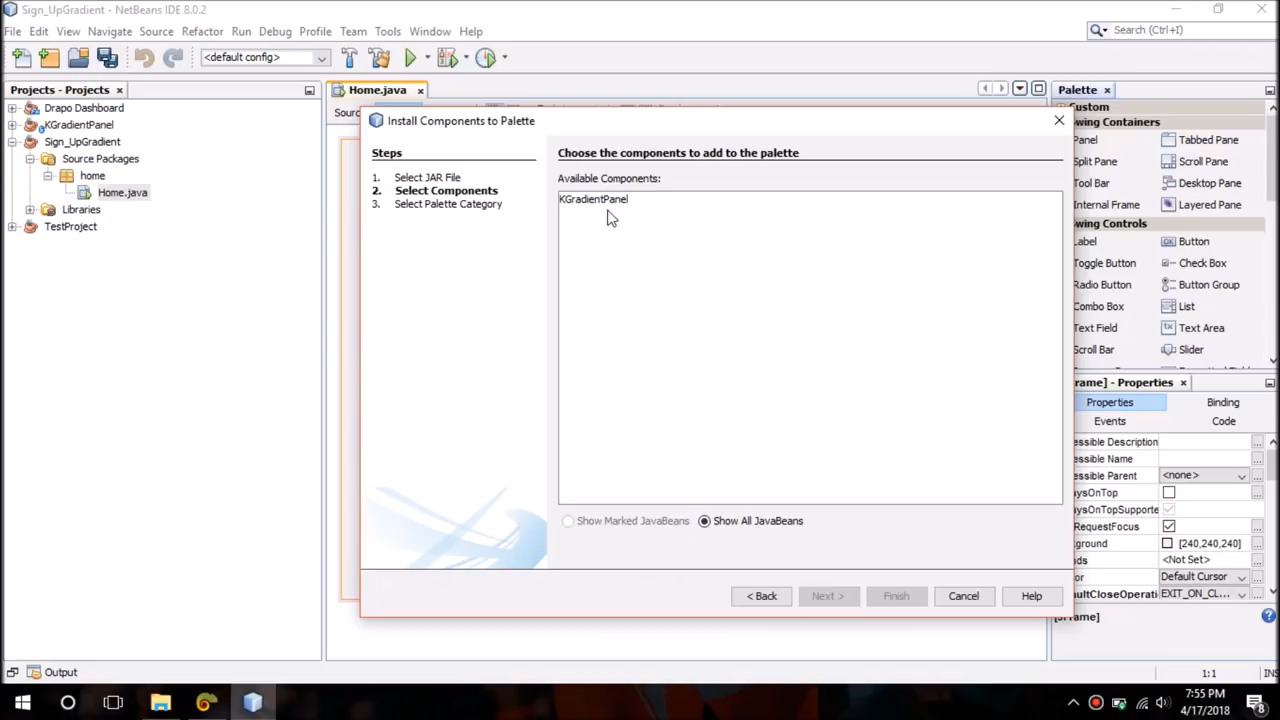 Sign_UpGradient - NetBeans IDE 8.0.2
File Edit View Navigate Source Refactor Run Debug Profile Team Tools Window Help
Search (Ctrl+I)
<default config>
Projects - Projects
Drapo Dashboard
KGradientPanel
Sign_UpGradient
Source Packages
home
Home.java
Libraries
TestProject
Home.java
Install Components to Palette
Steps
1. Select JAR File
2. Select Components
3. Select Palette Category
Choose the components to add to the palette
Available Components:
KGradientPanel
Show Marked JavaBeans Show All JavaBeans
< Back Next > Finish Cancel Help
Palette
Custom
wing Containers
Panel Tabbed Pane
Split Pane Scroll Pane
Tool Bar Desktop Pane
Internal Frame Layered Pane
wing Controls
Label Button
Toggle Button Check Box
Radio Button Button Group
Combo Box List
Text Field Text Area
Scroll Bar Slider
rame] - Properties
Properties Binding
Events Code
essible Description
essible Name
essible Parent <none>
aysOnTop
aysOnTopSupporte
RequestFocus
kground [240,240,240]
nds <Not Set>
or Default Cursor
aultCloseOperati EXIT_ON_CL...
[JFrame]
Output
1:1 INS
7:55 PM
4/17/2018
8